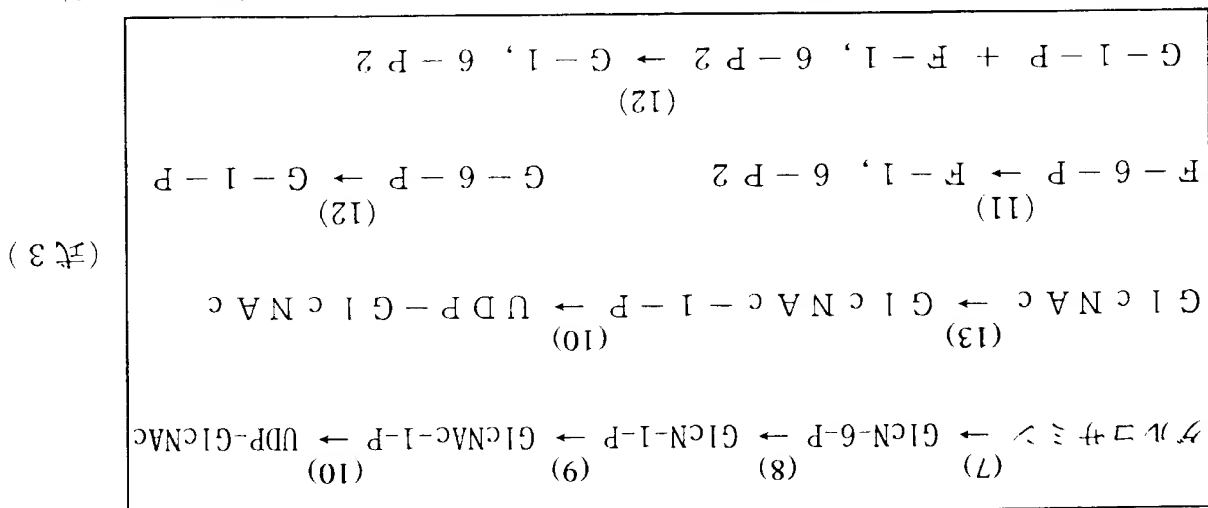 (7) (8) (9) (10)
グルコサミン → GlcN-6-P → GlcN-1-P → GlcNAc-1-P → UDP-GlcNAc
(13) (10)
GlcNAc → GlcNAc-1-P → UDP-GlcNAc
(式3)
(11) (12)
F-6-P → F-1, 6-P2 G-6-P → G-1-P
(12)
G-1-P + F-1, 6-P2 → G-1, 6-P2